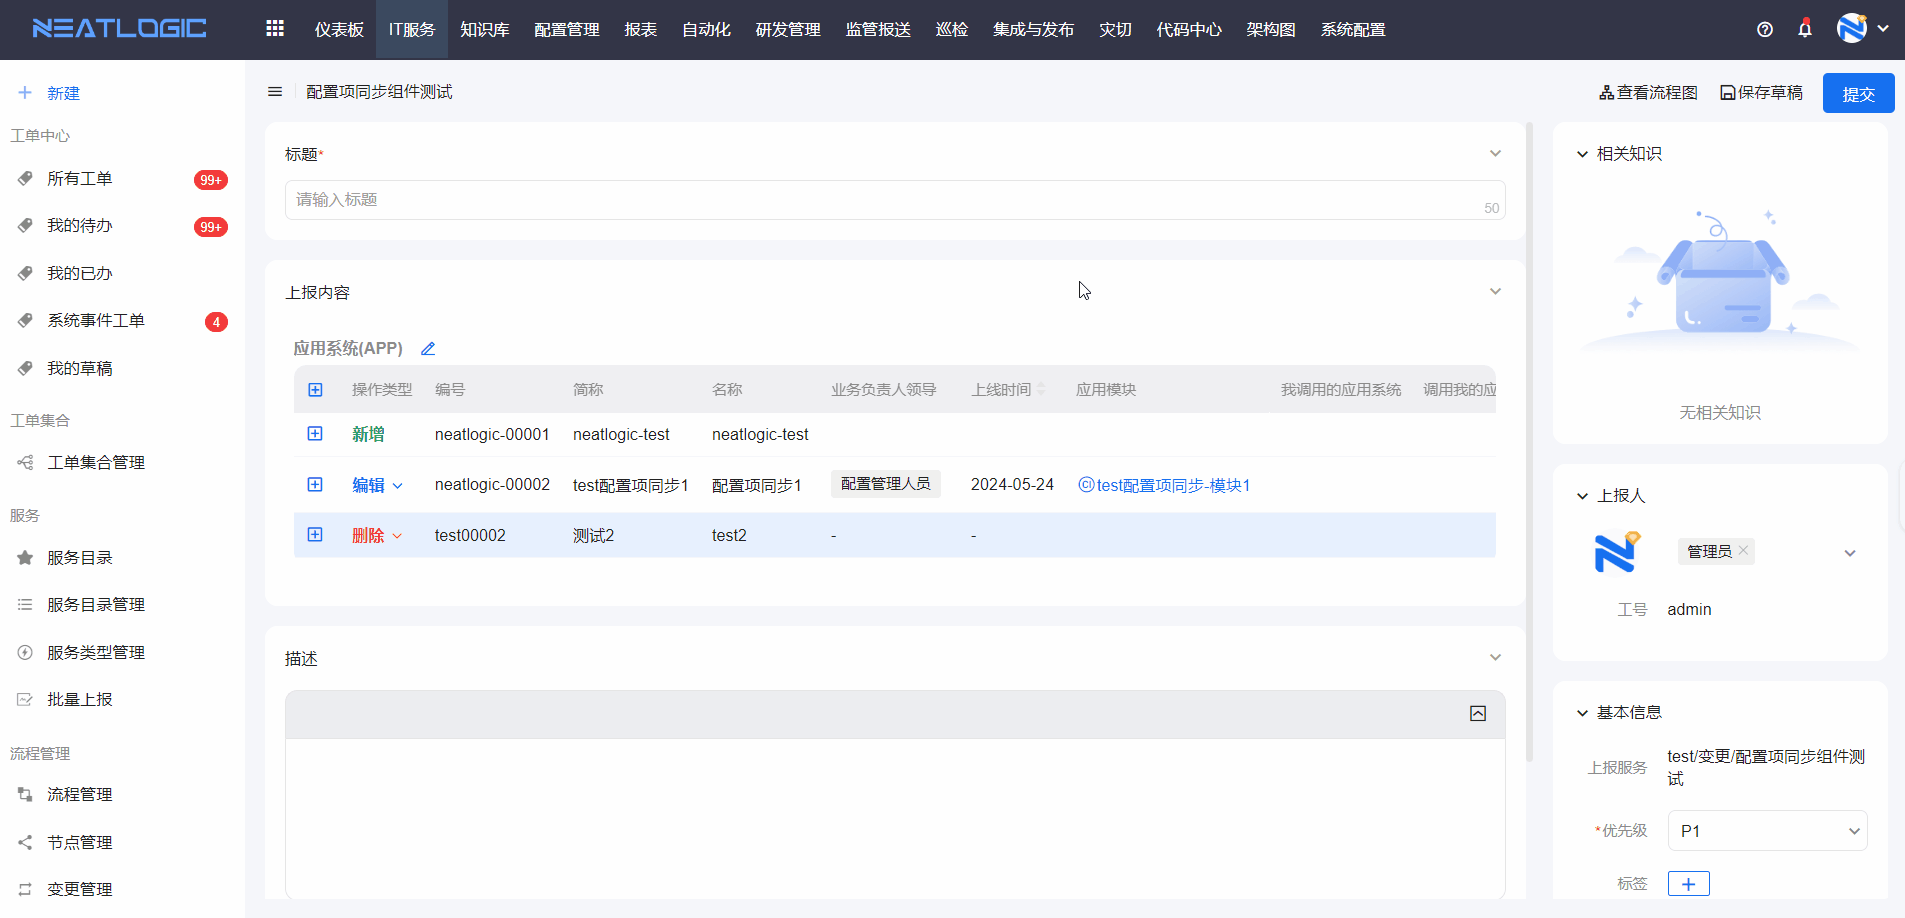 NEATLOGIC
仪表板 IT服务 知识库 配置管理 报表 自动化 研发管理 监管报送 巡检 集成与发布 灾切 代码中心 架构图 系统配置
新建
工单中心
所有工单 99+
我的待办 99+
我的已办
系统事件工单 4
我的草稿
工单集合
工单集合管理
服务
服务目录
服务目录管理
服务类型管理
批量上报
流程管理
流程管理
节点管理
变更管理
配置项同步组件测试
查看流程图 保存草稿 提交
标题*
请输入标题
50
上报内容
应用系统(APP)
操作类型 编号 简称 名称 业务负责人领导 上线时间 应用模块 我调用的应用系统 调用我的应
新增 neatlogic-00001 neatlogic-test neatlogic-test
编辑 neatlogic-00002 test配置项同步1 配置项同步1 配置管理人员 2024-05-24 test配置项同步-模块1
删除 test00002 测试2 test2 - -
描述
相关知识
无相关知识
上报人
管理员
工号 admin
基本信息
上报服务 test/变更/配置项同步组件测
试
*优先级 P1
标签